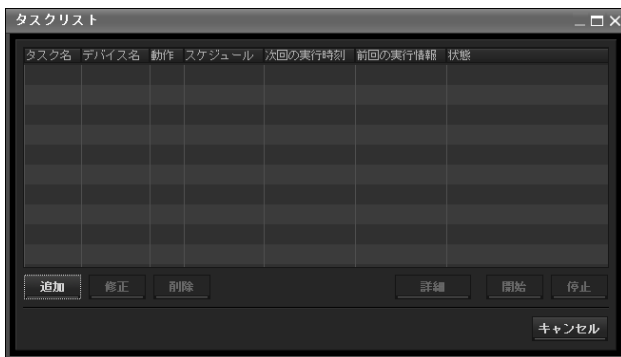 タスクリスト
タスク名 デバイス名 動作 スケジュール 次回の実行時刻 前回の実行情報 状態
追加 修正 削除 詳細 開始 停止
キャンセル